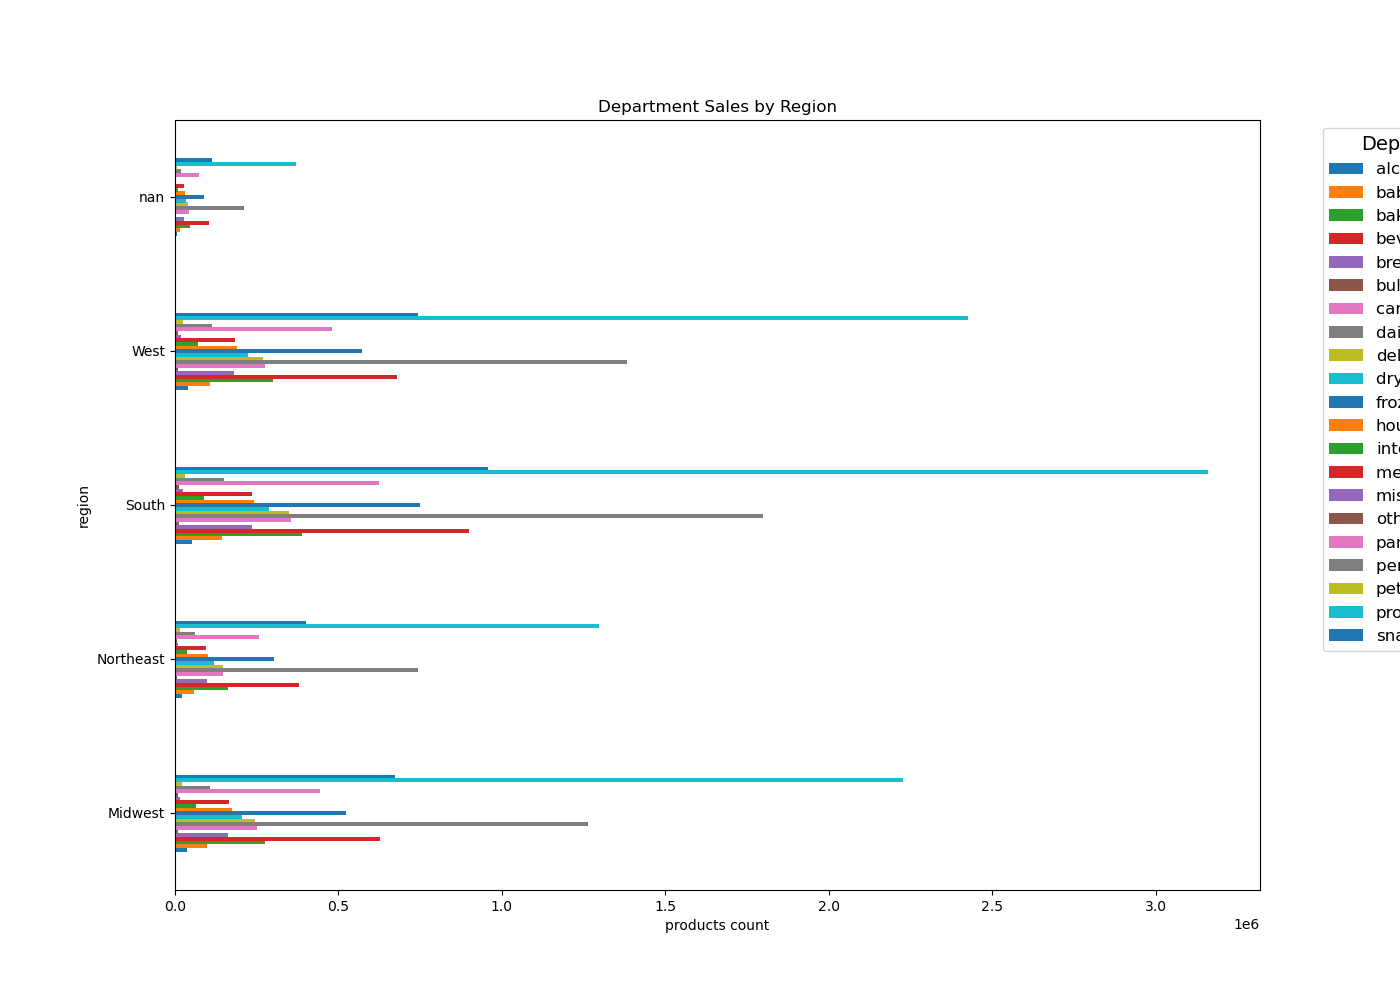 Department Sales by Region
nan
West
South
Northeast
Midwest
region
0.0 0.5 1.0 1.5 2.0 2.5 3.0
1e6
products count
Dep
alc
bab
bak
bev
bre
bul
can
dai
del
dry
froz
hou
inte
me
mis
oth
pan
per
pet
pro
sna